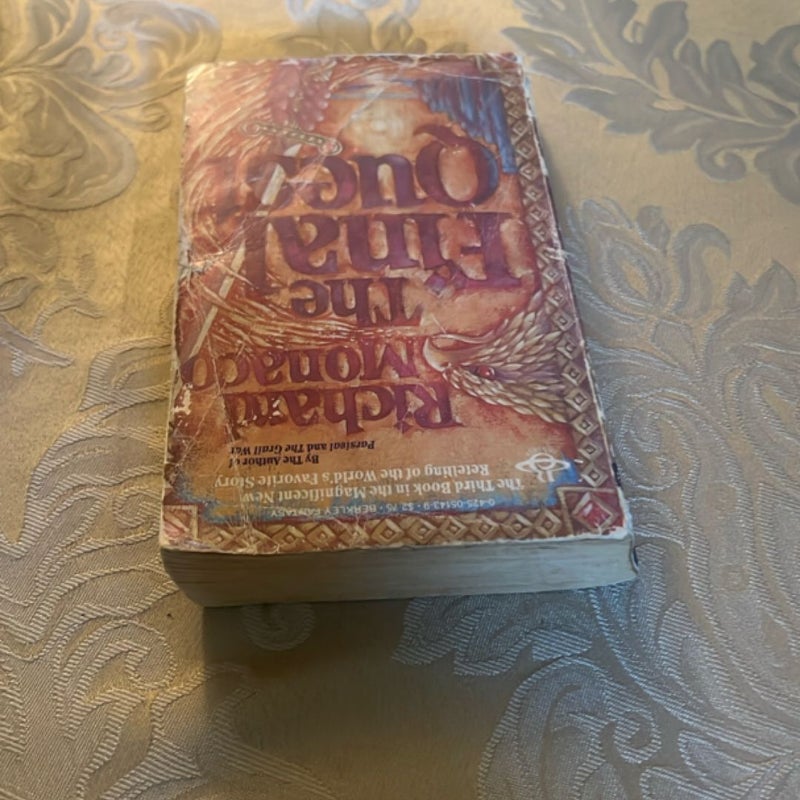 0-425-05143-9 • $2.75 • BERKLEY FANTASY
The Third Book in the Magnificent New
Retelling of the World's Favorite Story
By The Author of
Parsival and The Grail War
Richard
Monaco
The
Final
Quest